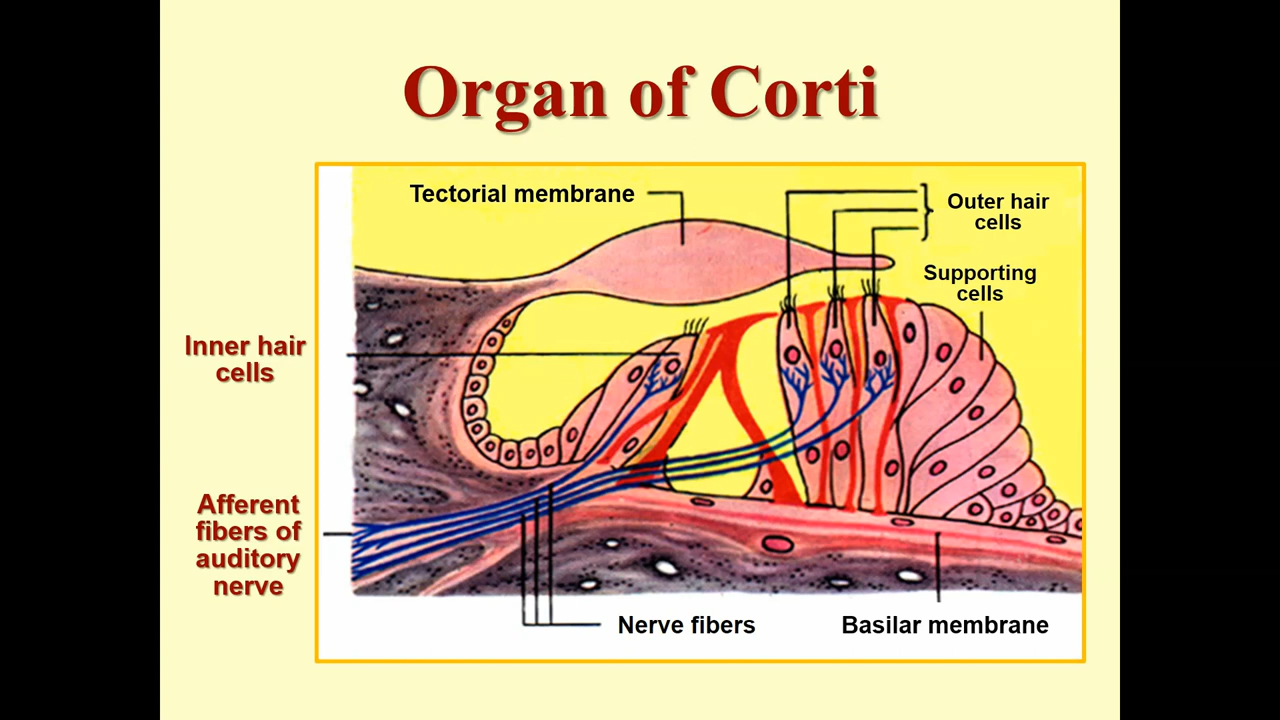 Organ of Corti
Tectorial membrane
Outer hair
cells
Supporting
cells
Inner hair
cells
Afferent
fibers of
auditory
nerve
Nerve fibers
Basilar membrane